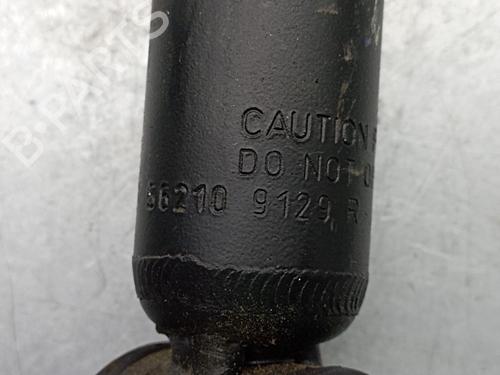 CAUTION
DO NOT O
56210 9129 R
B-PARTS